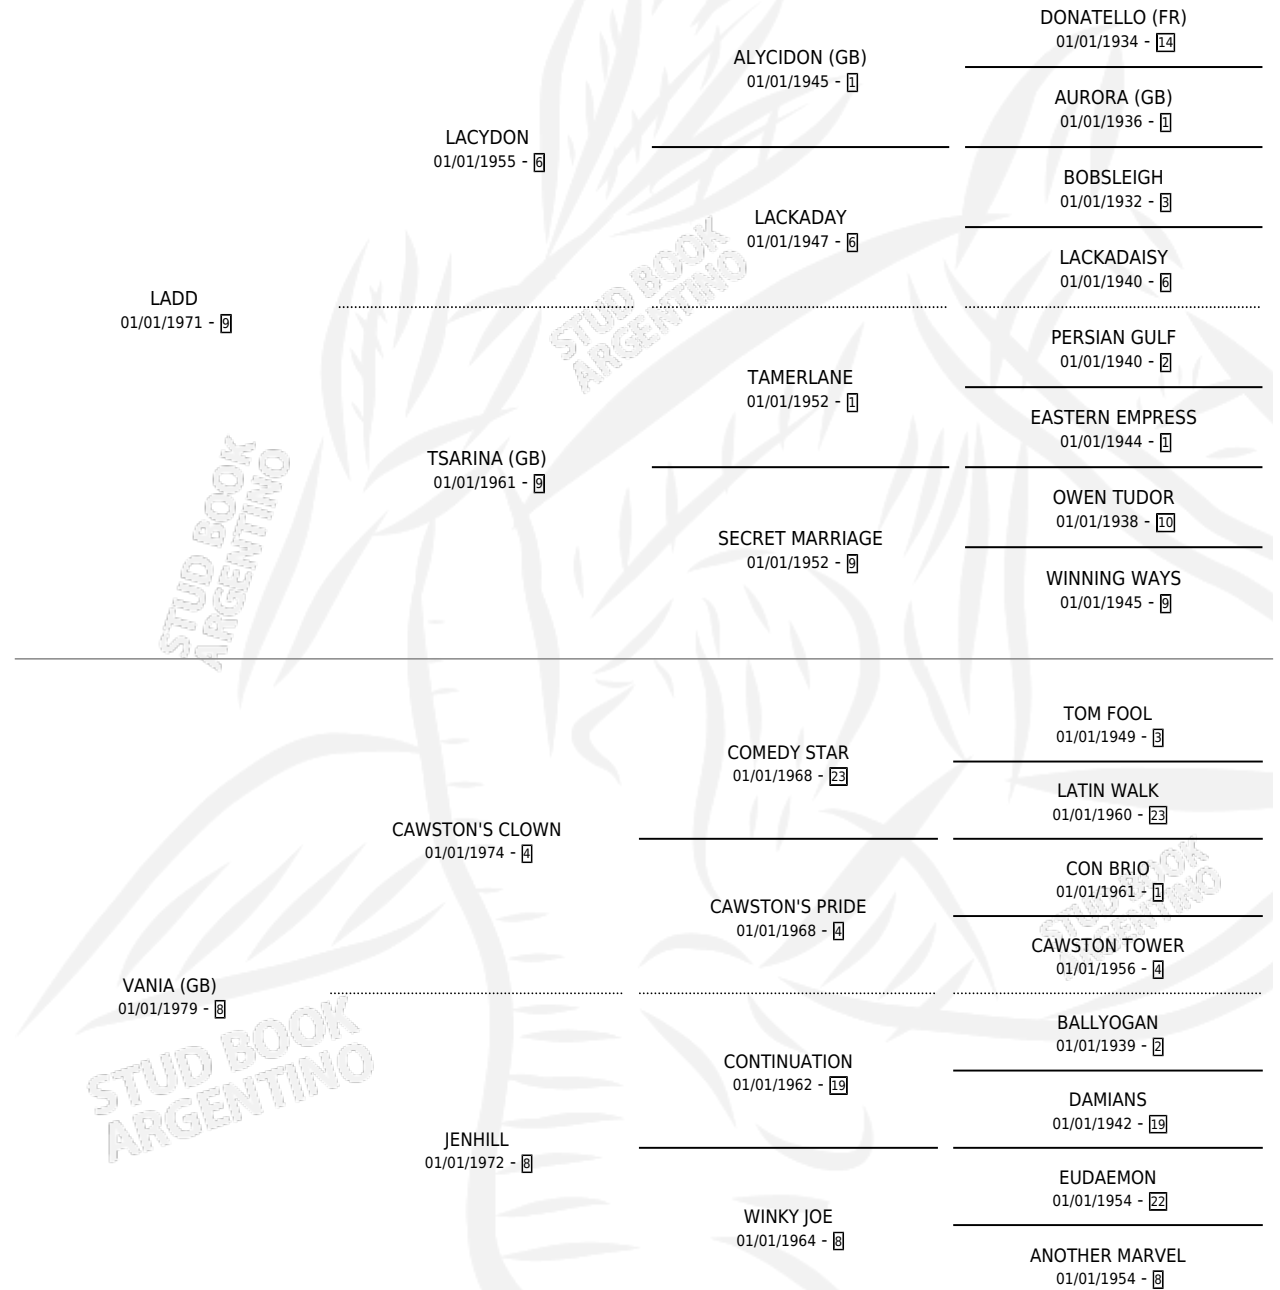 DONATELLO (FR)
01/01/1934 - 14
ALYCIDON (GB)
01/01/1945 - 1
AURORA (GB)
01/01/1936 - 1
LACYDON
01/01/1955 - 6
BOBSLEIGH
01/01/1932 - 3
LACKADAY
01/01/1947 - 6
LACKADAISY
01/01/1940 - 6
LADD
01/01/1971 - 9
PERSIAN GULF
01/01/1940 - 2
TAMERLANE
01/01/1952 - 1
EASTERN EMPRESS
01/01/1944 - 1
TSARINA (GB)
01/01/1961 - 9
OWEN TUDOR
01/01/1938 - 10
SECRET MARRIAGE
01/01/1952 - 9
WINNING WAYS
01/01/1945 - 9
TOM FOOL
01/01/1949 - 3
COMEDY STAR
01/01/1968 - 23
LATIN WALK
01/01/1960 - 23
CAWSTON'S CLOWN
01/01/1974 - 4
CON BRIO
01/01/1961 - 1
CAWSTON'S PRIDE
01/01/1968 - 4
CAWSTON TOWER
01/01/1956 - 4
VANIA (GB)
01/01/1979 - 8
BALLYOGAN
01/01/1939 - 2
CONTINUATION
01/01/1962 - 19
DAMIANS
01/01/1942 - 19
JENHILL
01/01/1972 - 8
EUDAEMON
01/01/1954 - 22
WINKY JOE
01/01/1964 - 8
ANOTHER MARVEL
01/01/1954 - 8
STUD BOOK
ARGENTINO
STUD BOOK
ARGENTINO
STUD BOOK
ARGENTINO
STUD BOOK
ARGENTINO